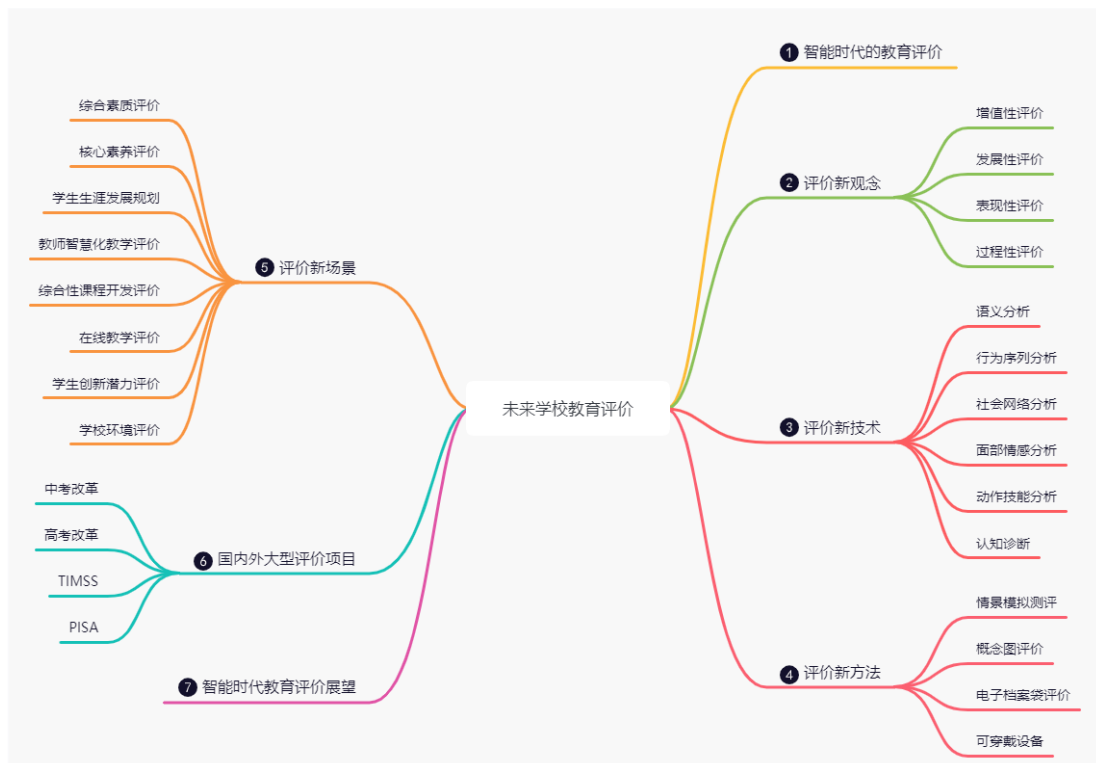 未来学校教育评价
1 智能时代的教育评价
2 评价新观念
增值性评价
发展性评价
表现性评价
过程性评价
3 评价新技术
语义分析
行为序列分析
社会网络分析
面部情感分析
动作技能分析
认知诊断
4 评价新方法
情景模拟测评
概念图评价
电子档案袋评价
可穿戴设备
5 评价新场景
综合素质评价
核心素养评价
学生生涯发展规划
教师智慧化教学评价
综合性课程开发评价
在线教学评价
学生创新潜力评价
学校环境评价
6 国内外大型评价项目
中考改革
高考改革
TIMSS
PISA
7 智能时代教育评价展望